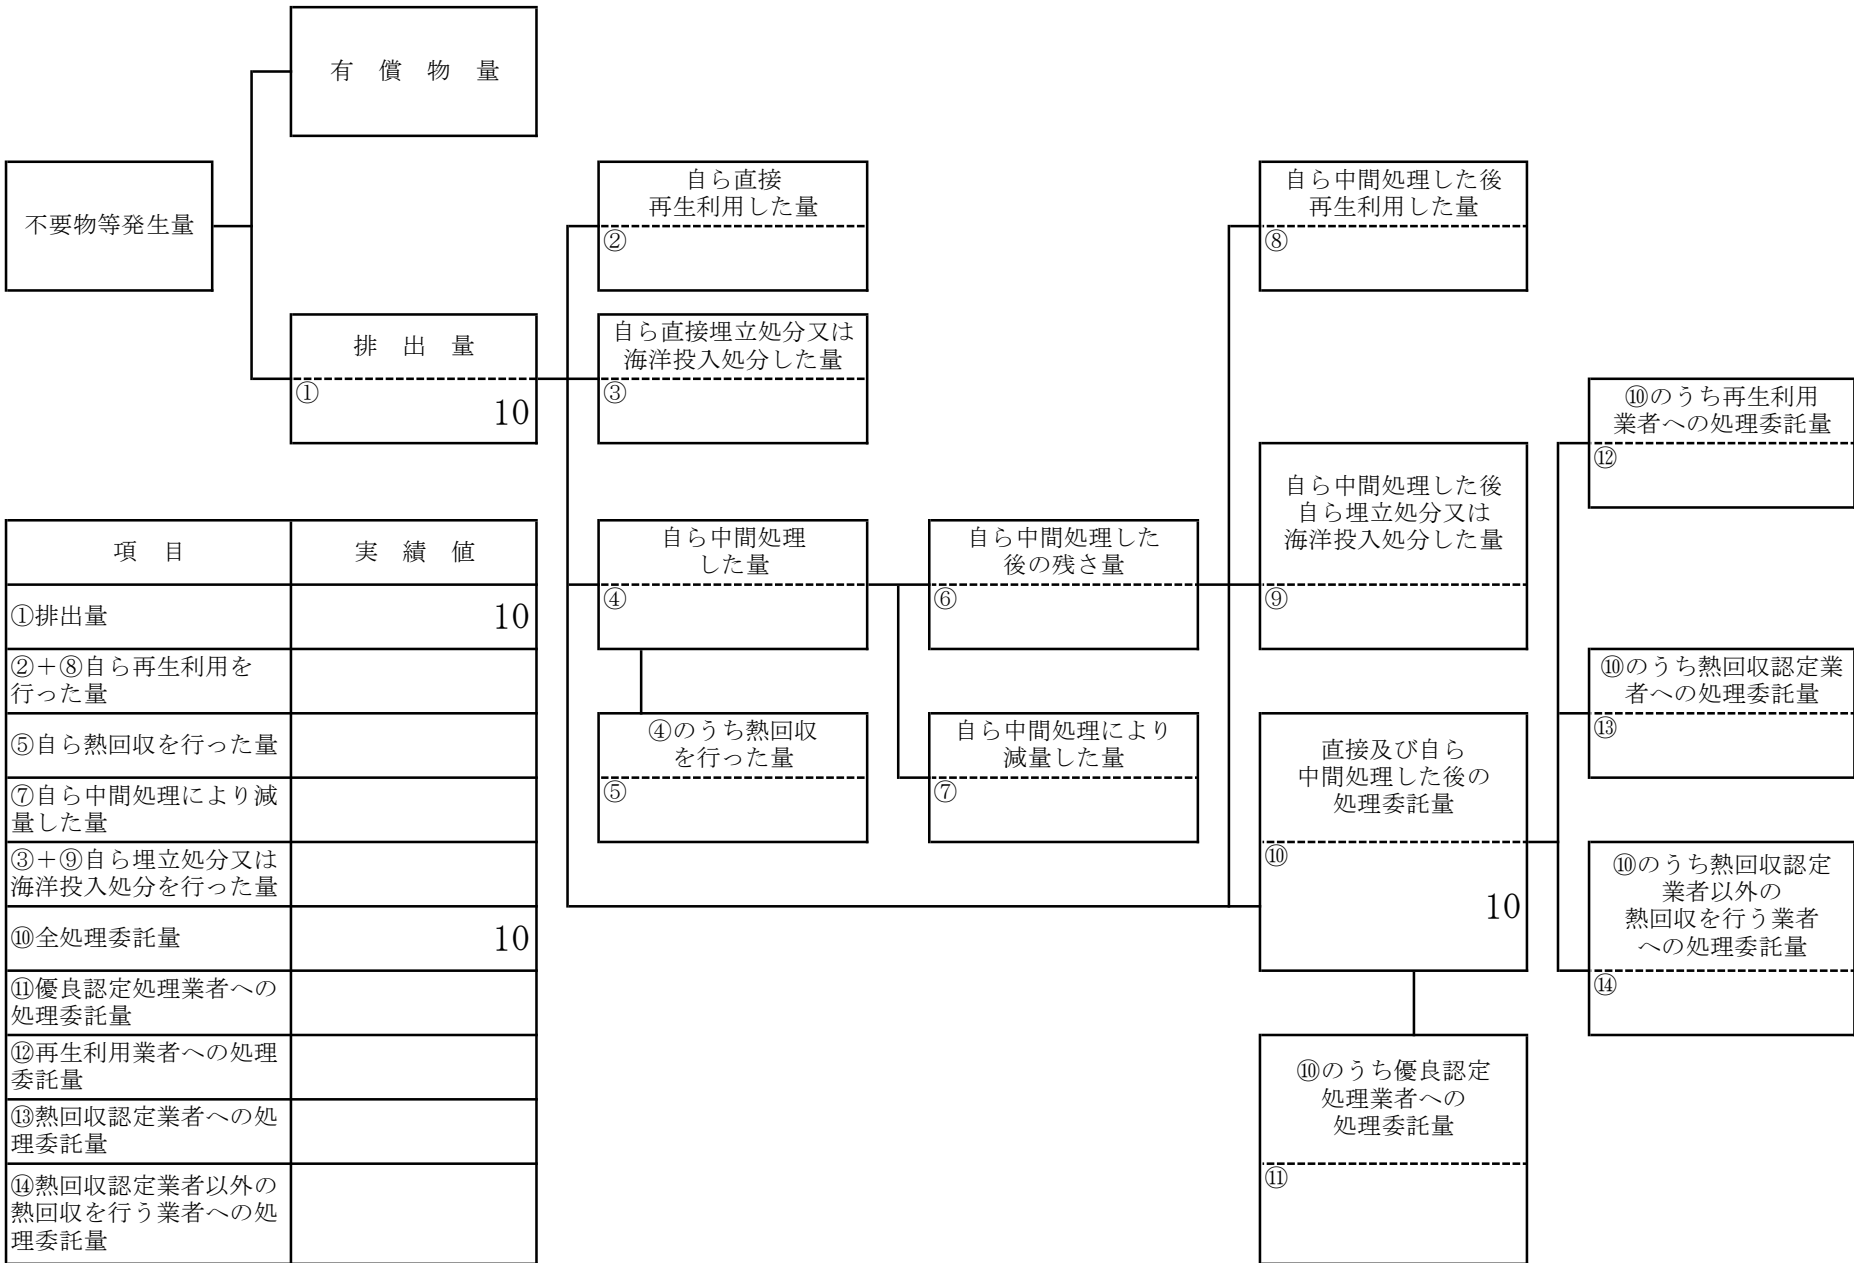 有　償　物　量
不要物等発生量
排　出　量
①
10
自ら直接
再生利用した量
②
自ら直接埋立処分又は
海洋投入処分した量
③
自ら中間処理
した量
④
④のうち熱回収
を行った量
⑤
自ら中間処理した
後の残さ量
⑥
自ら中間処理により
減量した量
⑦
自ら中間処理した後
再生利用した量
⑧
自ら中間処理した後
自ら埋立処分又は
海洋投入処分した量
⑨
直接及び自ら
中間処理した後の
処理委託量
⑩
10
⑩のうち優良認定
処理業者への
処理委託量
⑪
⑩のうち再生利用
業者への処理委託量
⑫
⑩のうち熱回収認定業
者への処理委託量
⑬
⑩のうち熱回収認定
業者以外の
熱回収を行う業者
への処理委託量
⑭
項　目　実　績　値
①排出量　10
②＋⑧自ら再生利用を
行った量
⑤自ら熱回収を行った量
⑦自ら中間処理により減
量した量
③＋⑨自ら埋立処分又は
海洋投入処分を行った量
⑩全処理委託量　10
⑪優良認定処理業者への
処理委託量
⑫再生利用業者への処理
委託量
⑬熱回収認定業者への処
理委託量
⑭熱回収認定業者以外の
熱回収を行う業者への処
理委託量